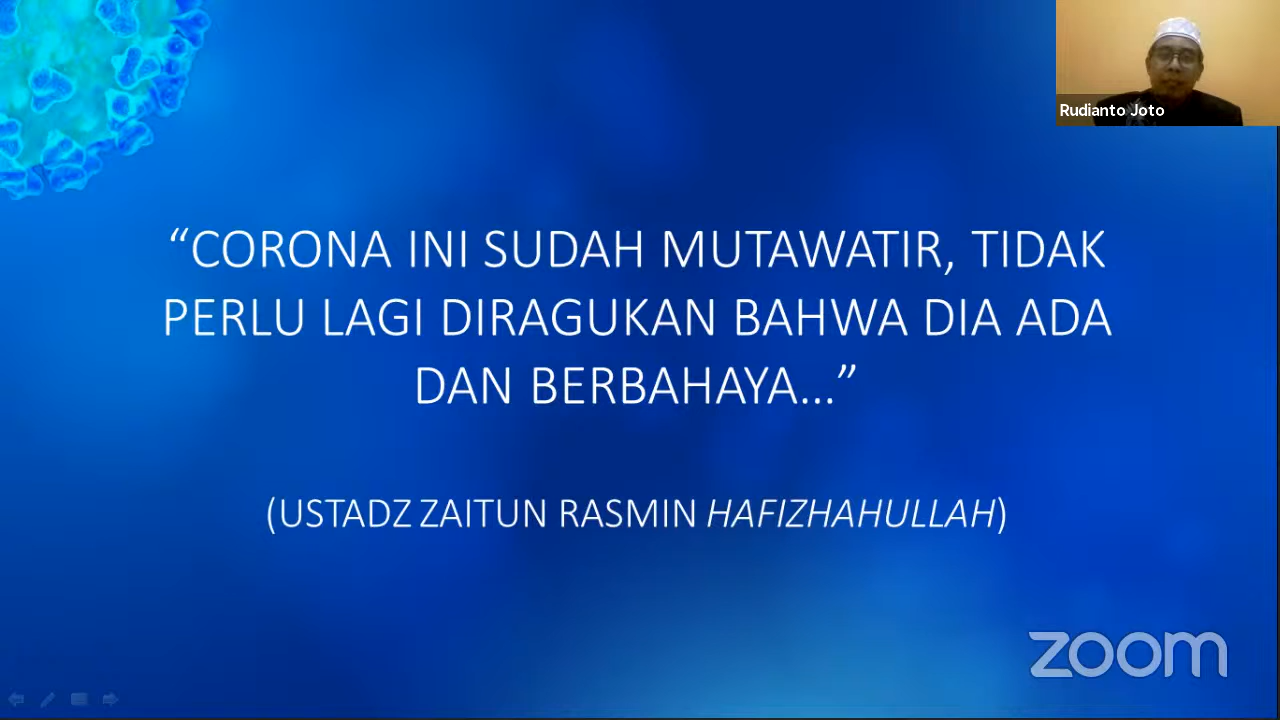 Rudianto Joto
“CORONA INI SUDAH MUTAWATIR, TIDAK
PERLU LAGI DIRAGUKAN BAHWA DIA ADA
DAN BERBAHAYA...”
(USTADZ ZAITUN RASMIN HAFIZHAHULLAH)
zoom